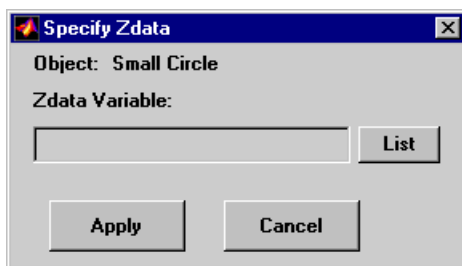 Specify Zdata
Object: Small Circle
Zdata Variable:
List
Apply Cancel